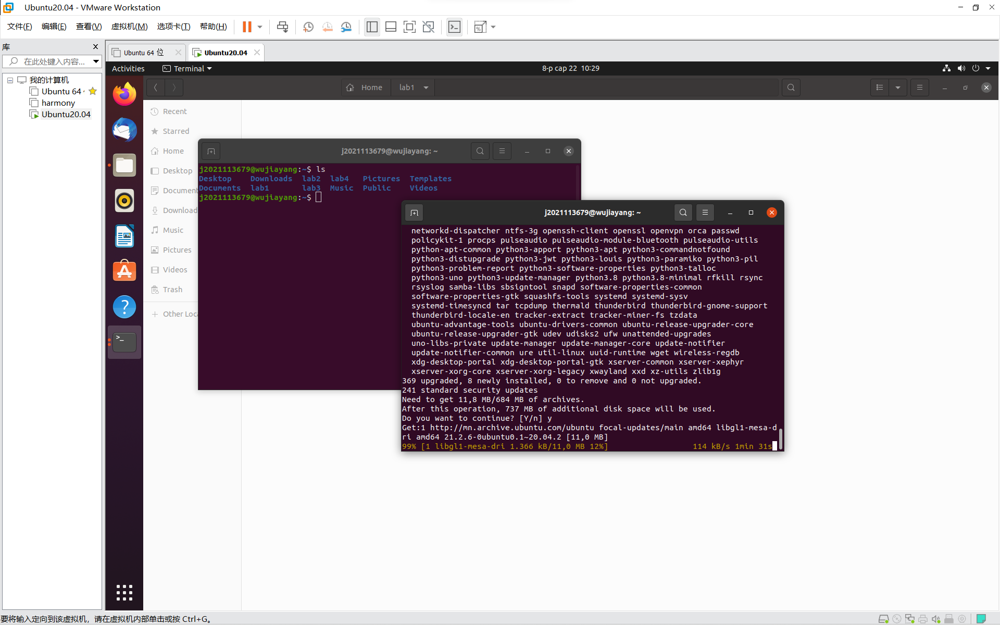 Ubuntu20.04 - VMware Workstation
文件(F) 编辑(E) 查看(V) 虚拟机(M) 选项卡(T) 帮助(H)
库
在此处键入内容...
我的计算机
Ubuntu 64
harmony
Ubuntu20.04
Ubuntu 64 位
Ubuntu20.04
Activities
Terminal
8-р сар 22 10:29
Home
lab1
Recent
Starred
Home
Desktop
Document
Download
Music
Pictures
Videos
Trash
Other Loca
j2021113679@wujiayang: ~
j2021113679@wujiayang:~$ ls
Desktop Downloads lab2 lab4 Pictures Templates
Documents lab1 lab3 Music Public Videos
j2021113679@wujiayang:~$
j2021113679@wujiayang: ~
networkd-dispatcher ntfs-3g openssh-client openssl openvpn orca passwd
policykit-1 procps pulseaudio pulseaudio-module-bluetooth pulseaudio-utils
python-apt-common python3-apport python3-apt python3-commandnotfound
python3-distupgrade python3-jwt python3-louis python3-paramiko python3-pil
python3-problem-report python3-software-properties python3-talloc
python3-uno python3-update-manager python3.8 python3.8-minimal rfkill rsync
rsyslog samba-libs sbsigntool snapd software-properties-common
software-properties-gtk squashfs-tools systemd systemd-sysv
systemd-timesyncd tar tcpdump thermald thunderbird thunderbird-gnome-support
thunderbird-locale-en tracker-extract tracker-miner-fs tzdata
ubuntu-advantage-tools ubuntu-drivers-common ubuntu-release-upgrader-core
ubuntu-release-upgrader-gtk udev udisks2 ufw unattended-upgrades
uno-libs-private update-manager update-manager-core update-notifier
update-notifier-common ure util-linux uuid-runtime wget wireless-regdb
xdg-desktop-portal xdg-desktop-portal-gtk xserver-common xserver-xephyr
xserver-xorg-core xserver-xorg-legacy xwayland xxd xz-utils zlib1g
369 upgraded, 8 newly installed, 0 to remove and 0 not upgraded.
241 standard security updates
Need to get 11,8 MB/684 MB of archives.
After this operation, 737 MB of additional disk space will be used.
Do you want to continue? [Y/n] y
Get:1 http://mn.archive.ubuntu.com/ubuntu focal-updates/main amd64 libgl1-mesa-d
ri amd64 21.2.6-0ubuntu0.1~20.04.2 [11,0 MB]
99% [1 libgl1-mesa-dri 1.366 kB/11,0 MB 12%] 114 kB/s 1min 31s
要将输入定向到该虚拟机，请在虚拟机内部单击或按 Ctrl+G。